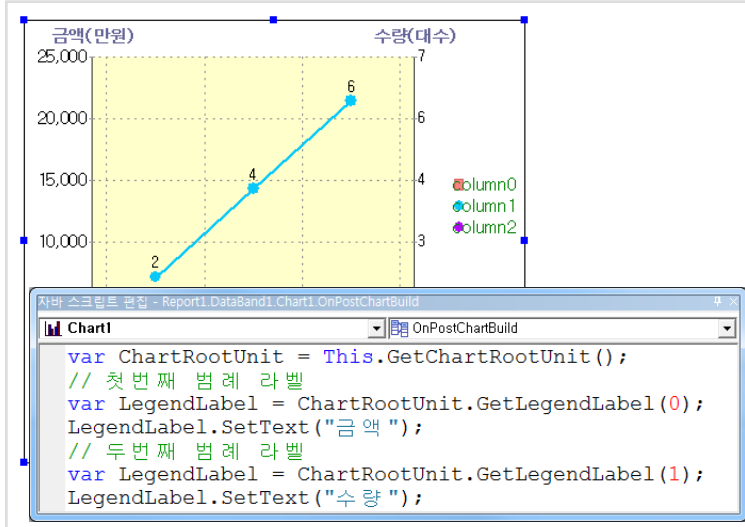 금액(만원) 수량(대수)
25,000 7
6
20,000 6
4
15,000 4
column0
column1
column2
10,000 3
2
자바 스크립트 편집 - Report1.DataBand1.Chart1.OnPostChartBuild
Chart1 OnPostChartBuild
var ChartRootUnit = This.GetChartRootUnit();
// 첫번째 범례 라벨
var LegendLabel = ChartRootUnit.GetLegendLabel(0);
LegendLabel.SetText("금액");
// 두번째 범례 라벨
var LegendLabel = ChartRootUnit.GetLegendLabel(1);
LegendLabel.SetText("수량");